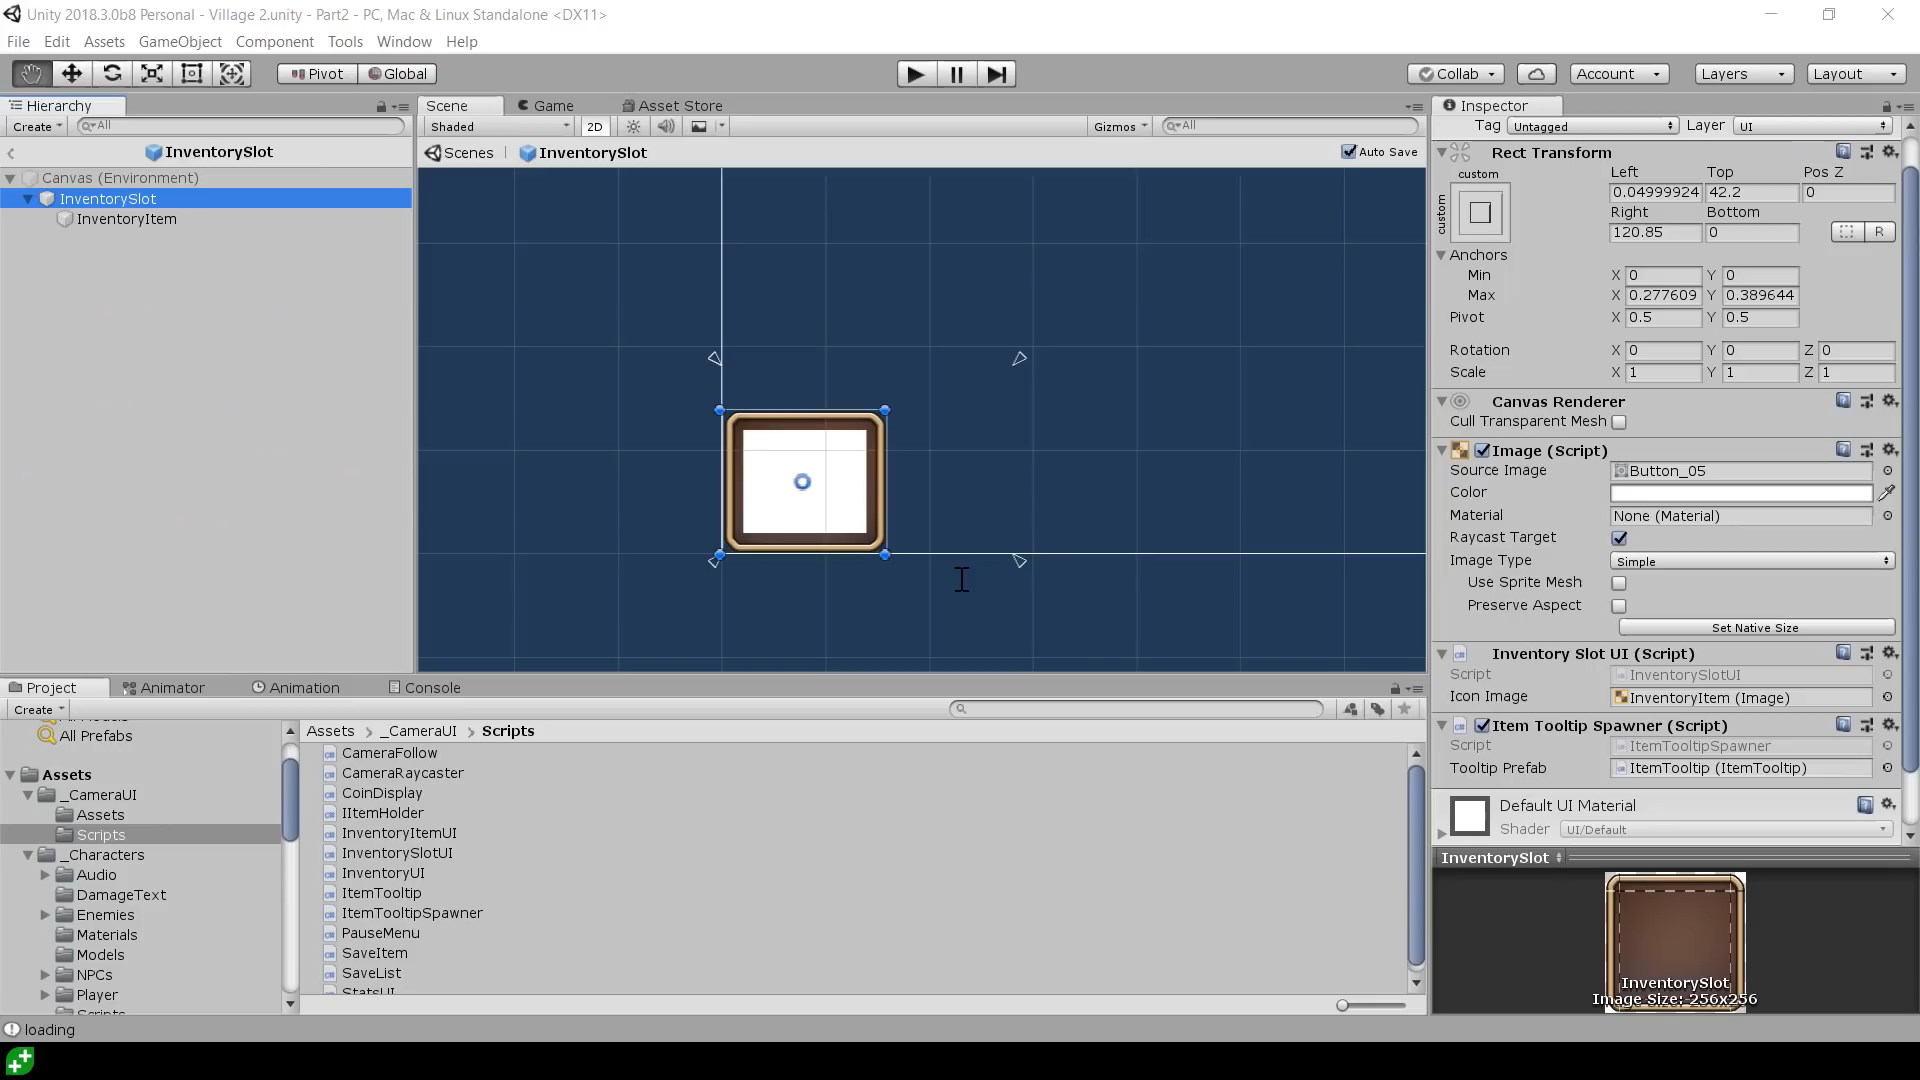 Unity 2018.3.0b8 Personal - Village 2.unity - Part2 - PC, Mac & Linux Standalone <DX11>
File Edit Assets GameObject Component Tools Window Help
Pivot Global Collab Account Layers Layout
Hierarchy
Create All
InventorySlot
Canvas (Environment)
InventorySlot
InventoryItem
Scene Game Asset Store
Shaded 2D Gizmos All
Scenes InventorySlot Auto Save
Inspector
Tag Untagged Layer UI
Rect Transform
custom
custom
Left Top Pos Z
0.04999924 42.2 0
Right Bottom
120.85 0 R
Anchors
Min X 0 Y 0
Max X 0.277609 Y 0.389644
Pivot X 0.5 Y 0.5
Rotation X 0 Y 0 Z 0
Scale X 1 Y 1 Z 1
Canvas Renderer
Cull Transparent Mesh
Image (Script)
Source Image Button_05
Color
Material None (Material)
Raycast Target
Image Type Simple
Use Sprite Mesh
Preserve Aspect
Set Native Size
Inventory Slot UI (Script)
Script InventorySlotUI
Icon Image InventoryItem (Image)
Item Tooltip Spawner (Script)
Script ItemTooltipSpawner
Tooltip Prefab ItemTooltip (ItemTooltip)
Default UI Material
Shader UI/Default
InventorySlot
InventorySlot
Image Size: 256x256
Project Animator Animation Console
Create
All Prefabs
Assets
_CameraUI
Assets
Scripts
_Characters
Audio
DamageText
Enemies
Materials
Models
NPCs
Player
Assets > _CameraUI > Scripts
CameraFollow
CameraRaycaster
CoinDisplay
IItemHolder
InventoryItemUI
InventorySlotUI
InventoryUI
ItemTooltip
ItemTooltipSpawner
PauseMenu
SaveItem
SaveList
StatsUI
loading